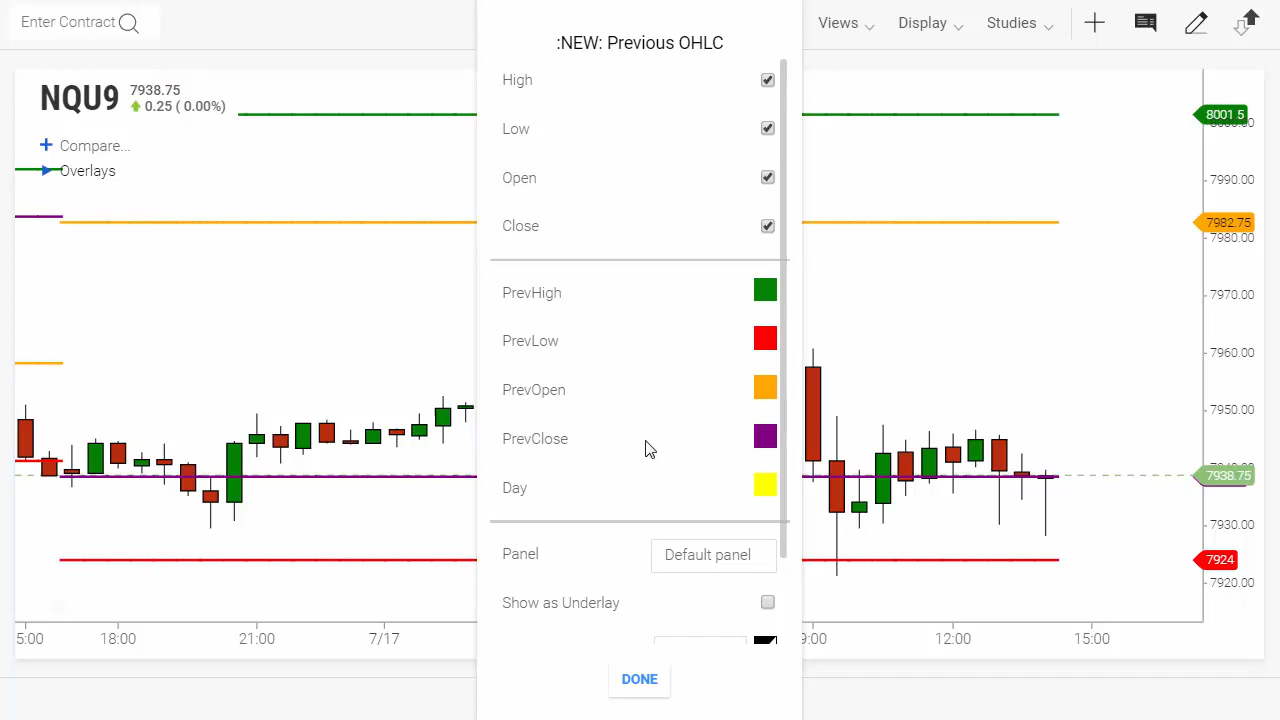 Enter Contract
Views
Display
Studies
NQU9
7938.75
0.25 ( 0.00%)
Compare...
Overlays
:NEW: Previous OHLC
High
Low
Open
Close
PrevHigh
PrevLow
PrevOpen
PrevClose
Day
Panel
Default panel
Show as Underlay
DONE
8001.5
7990.00
7982.75
7980.00
7970.00
7960.00
7950.00
7938.75
7930.00
7924
7920.00
5:00
18:00
21:00
7/17
9:00
12:00
15:00